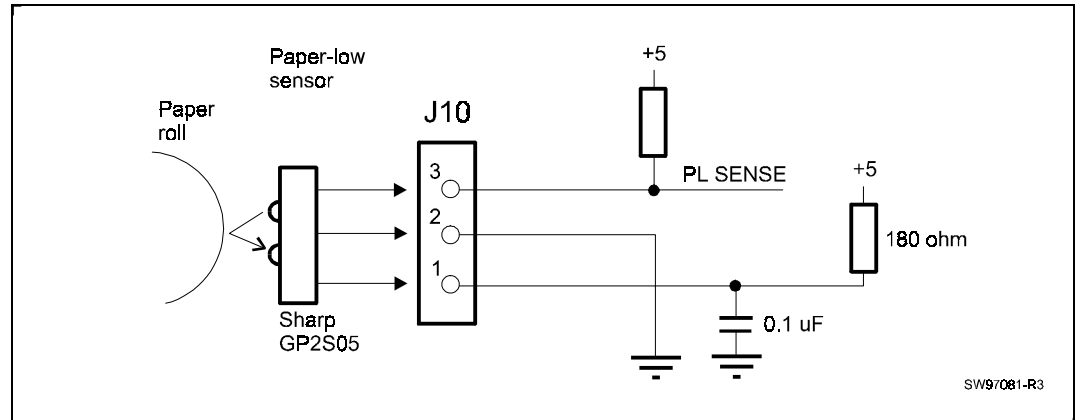 Paper-low
sensor
Paper
roll
J10
3
2
1
Sharp
GP2S05
+5
PL SENSE
+5
180 ohm
0.1 uF
SW97081-R3